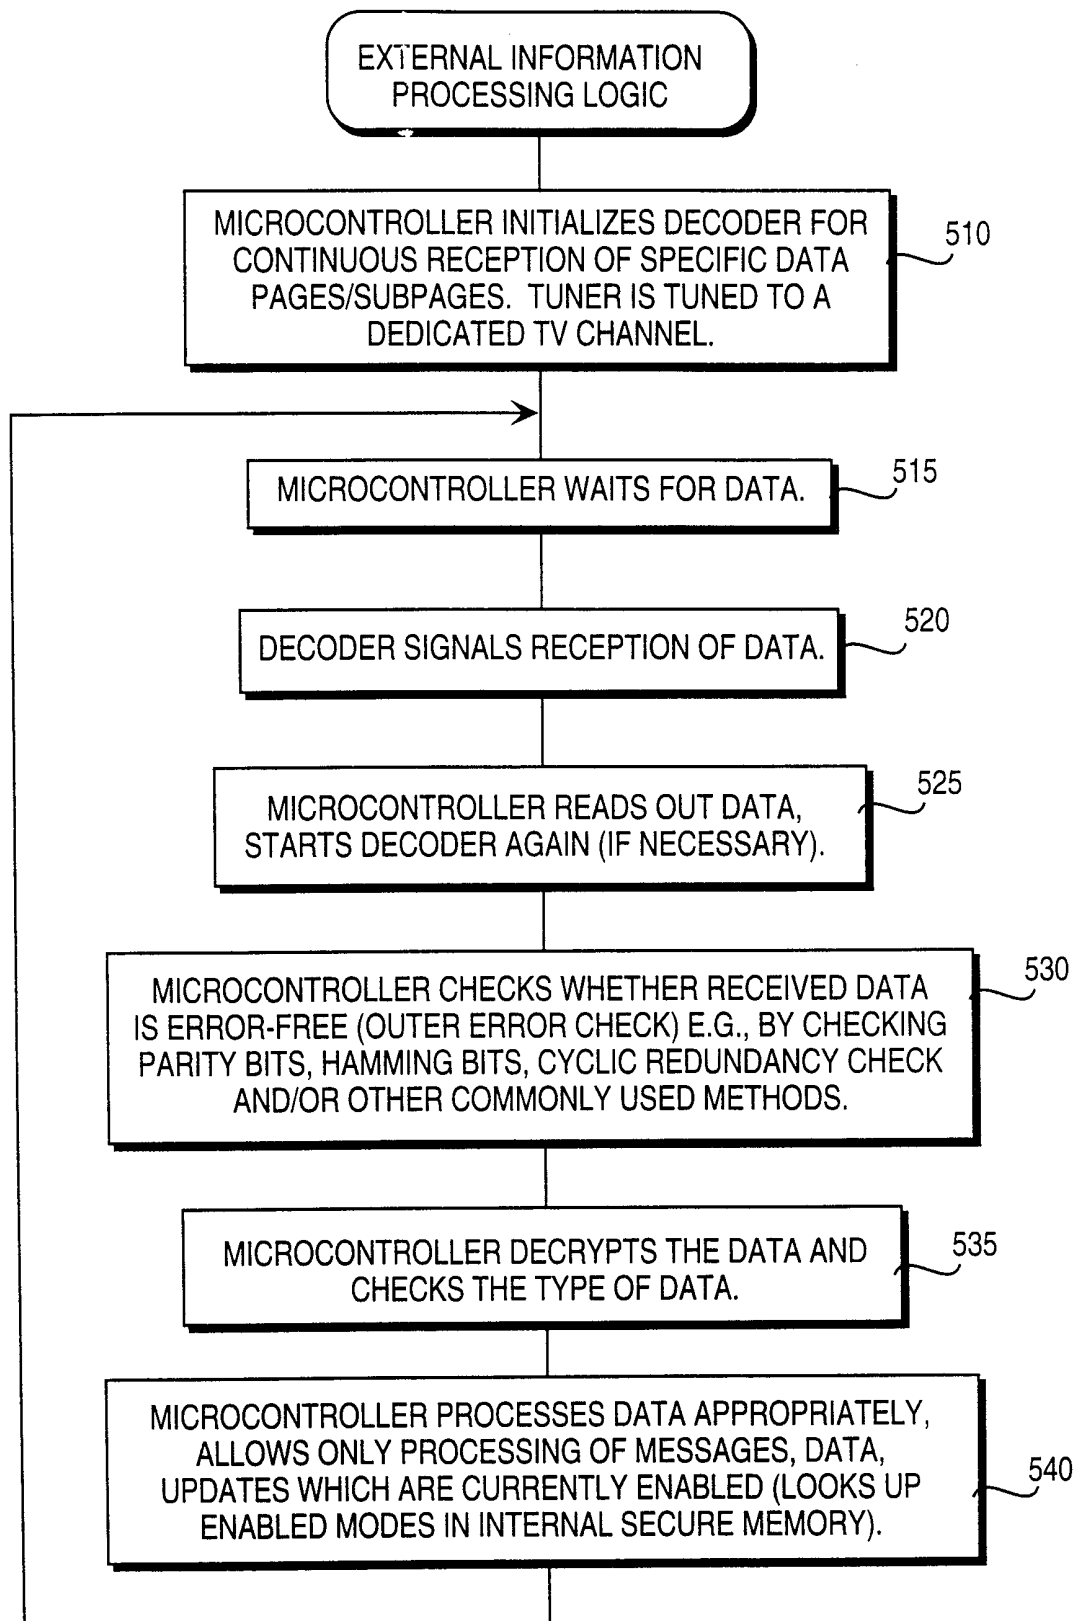 EXTERNAL INFORMATION
PROCESSING LOGIC
MICROCONTROLLER INITIALIZES DECODER FOR
CONTINUOUS RECEPTION OF SPECIFIC DATA
PAGES/SUBPAGES. TUNER IS TUNED TO A
DEDICATED TV CHANNEL.
510
MICROCONTROLLER WAITS FOR DATA.
515
DECODER SIGNALS RECEPTION OF DATA.
520
MICROCONTROLLER READS OUT DATA,
STARTS DECODER AGAIN (IF NECESSARY).
525
MICROCONTROLLER CHECKS WHETHER RECEIVED DATA
IS ERROR-FREE (OUTER ERROR CHECK) E.G., BY CHECKING
PARITY BITS, HAMMING BITS, CYCLIC REDUNDANCY CHECK
AND/OR OTHER COMMONLY USED METHODS.
530
MICROCONTROLLER DECRYPTS THE DATA AND
CHECKS THE TYPE OF DATA.
535
MICROCONTROLLER PROCESSES DATA APPROPRIATELY,
ALLOWS ONLY PROCESSING OF MESSAGES, DATA,
UPDATES WHICH ARE CURRENTLY ENABLED (LOOKS UP
ENABLED MODES IN INTERNAL SECURE MEMORY).
540